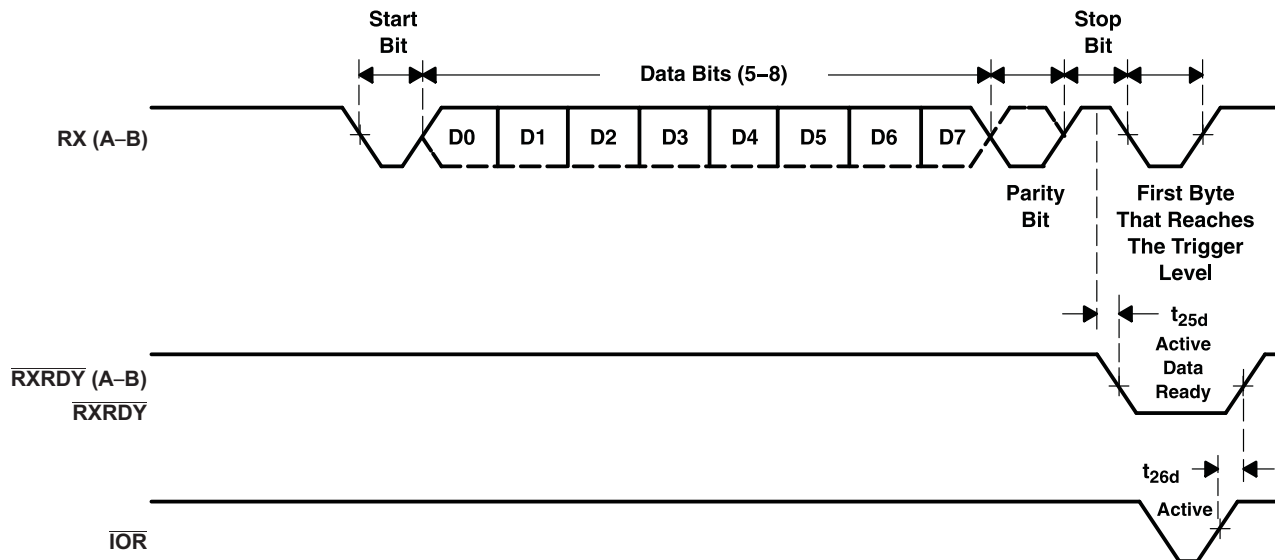 Start
Bit
Stop
Bit
Data Bits (5–8)
RX (A–B)
D0 D1 D2 D3 D4 D5 D6 D7
Parity
Bit
First Byte
That Reaches
The Trigger
Level
t25d
RXRDY (A–B)
RXRDY
Active
Data
Ready
t26d
IOR
Active